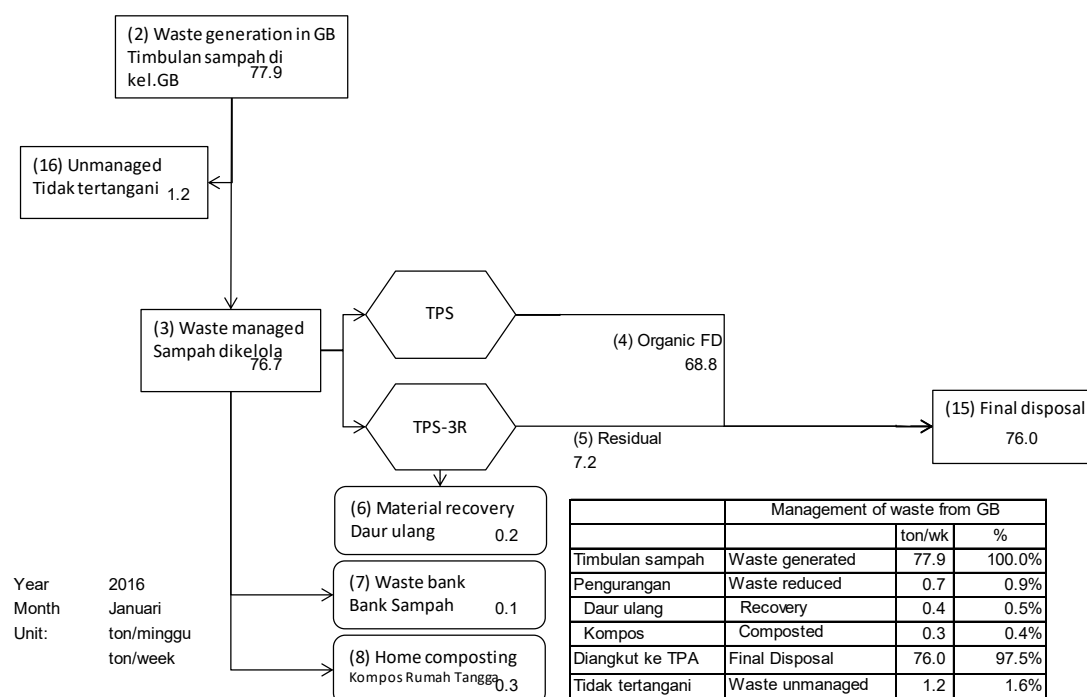 (2) Waste generation in GB
Timbulan sampah di
kel.GB
77.9
(16) Unmanaged
Tidak tertangani
1.2
(3) Waste managed
Sampah dikelola
76.7
TPS
TPS-3R
(4) Organic FD
68.8
(5) Residual
7.2
(15) Final disposal
76.0
(6) Material recovery
Daur ulang
0.2
(7) Waste bank
Bank Sampah
0.1
(8) Home composting
Kompos Rumah Tangga
0.3
Year 2016
Month Januari
Unit: ton/minggu
ton/week
Management of waste from GB
ton/wk %
Timbulan sampah Waste generated 77.9 100.0%
Pengurangan Waste reduced 0.7 0.9%
Daur ulang Recovery 0.4 0.5%
Kompos Composted 0.3 0.4%
Diangkut ke TPA Final Disposal 76.0 97.5%
Tidak tertangani Waste unmanaged 1.2 1.6%